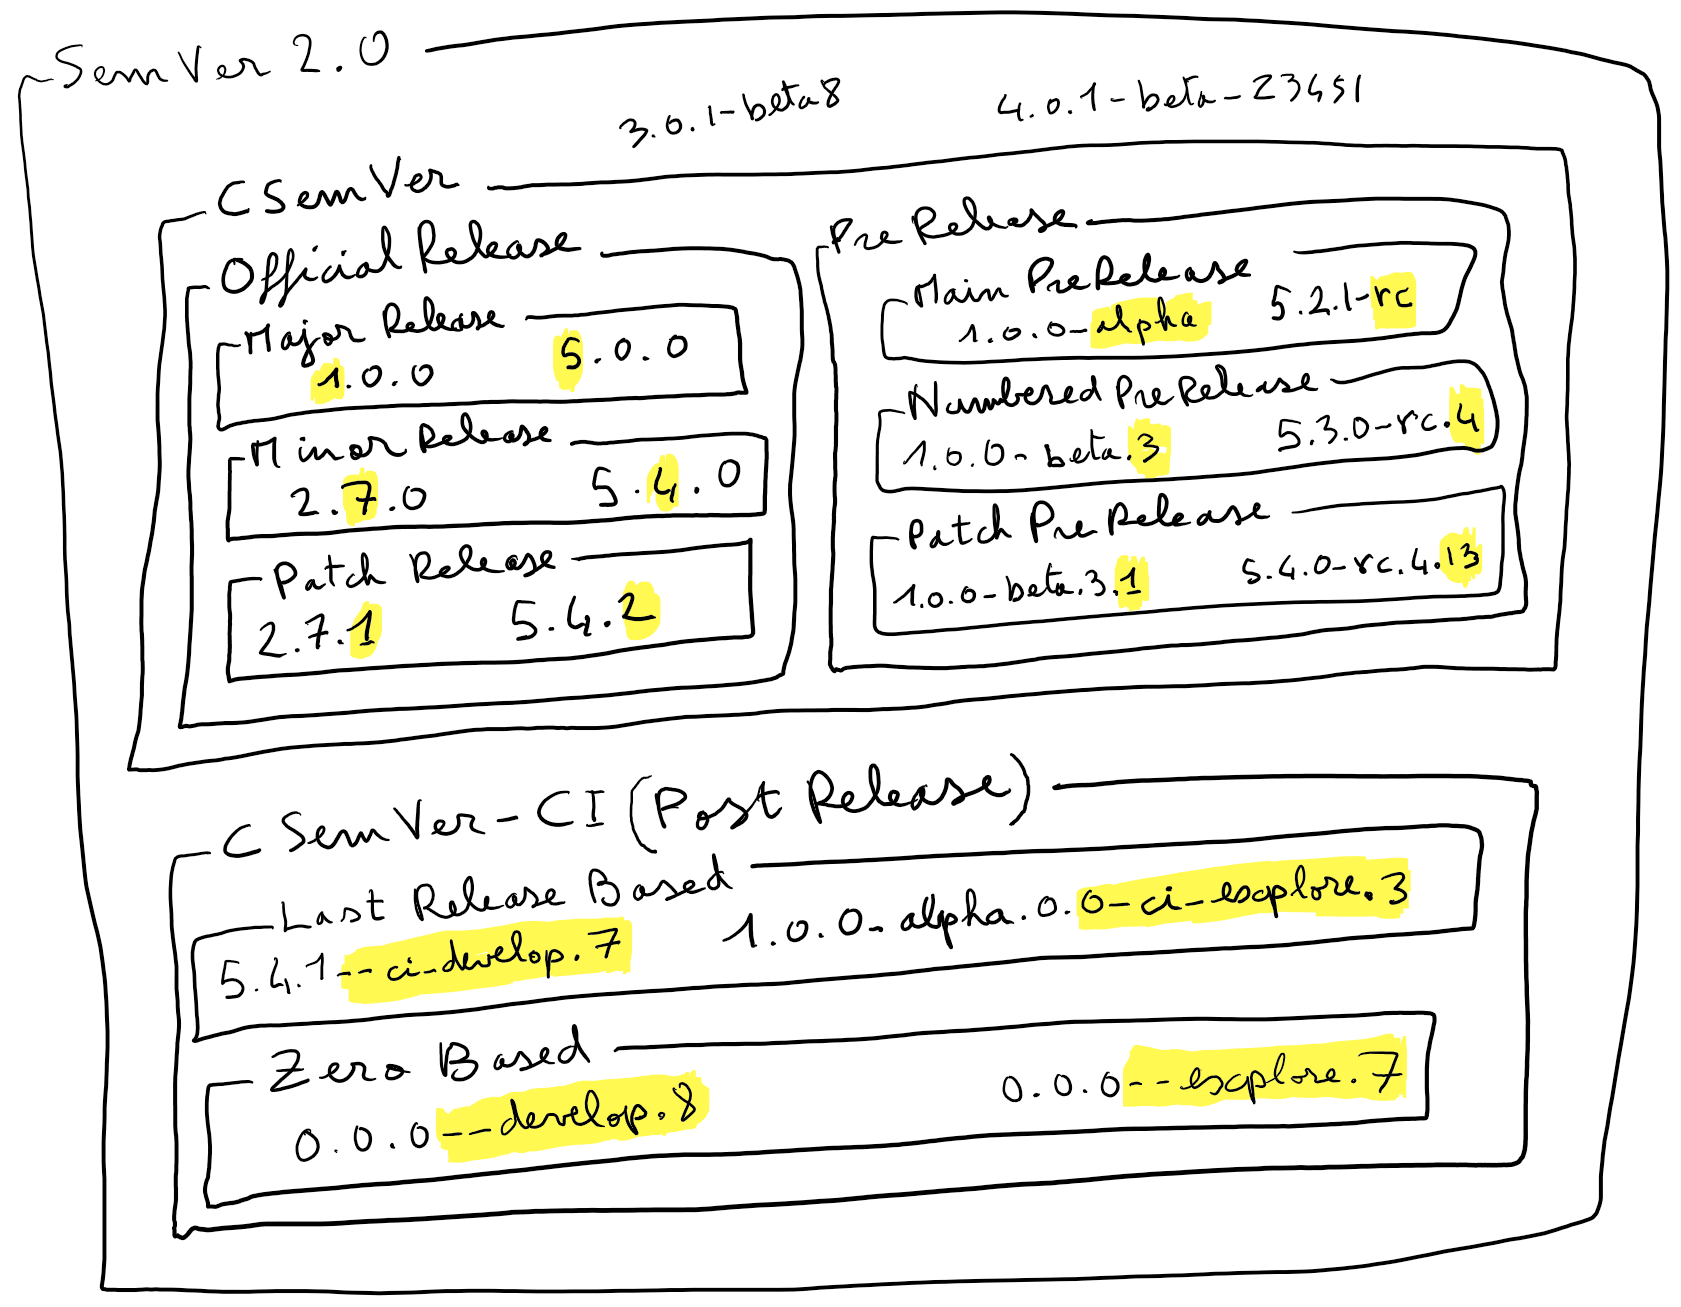 SemVer 2.0
3.0.1-beta8 4.0.1-beta-23451
CSemVer
Official Release
Major Release
1.0.0 5.0.0
Minor Release
2.7.0 5.4.0
Patch Release
2.7.1 5.4.2
Pre Release
Main PreRelease
1.0.0-alpha 5.2.1-rc
Numbered PreRelease
1.0.0-beta.3 5.3.0-rc.4
Patch PreRelease
1.0.0-beta.3.1 5.4.0-rc.4.13
CSemVer-CI (Post Release)
Last Release Based
5.4.1--ci-develop.7 1.0.0-alpha.0.0-ci-explore.3
Zero Based
0.0.0--develop.8 0.0.0--explore.7